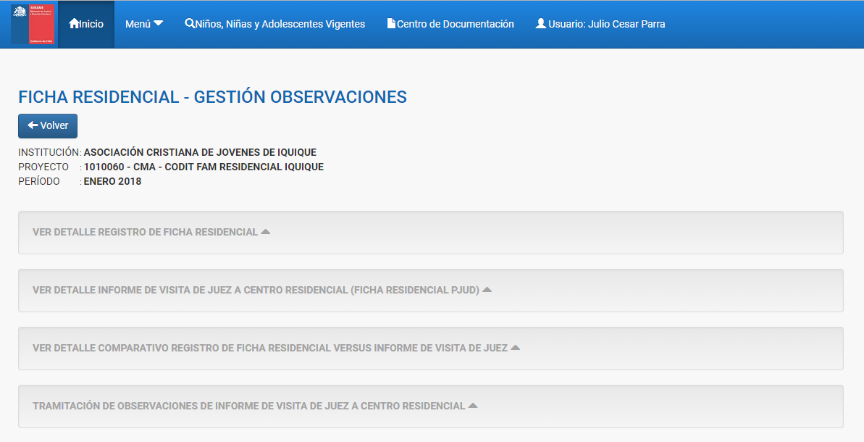 Inicio Menú Niños, Niñas y Adolescentes Vigentes Centro de Documentación Usuario: Julio Cesar Parra
FICHA RESIDENCIAL - GESTIÓN OBSERVACIONES
Volver
INSTITUCIÓN: ASOCIACIÓN CRISTIANA DE JOVENES DE IQUIQUE
PROYECTO : 1010060 - CMA - CODIT FAM RESIDENCIAL IQUIQUE
PERÍODO : ENERO 2018
VER DETALLE REGISTRO DE FICHA RESIDENCIAL
VER DETALLE INFORME DE VISITA DE JUEZ A CENTRO RESIDENCIAL (FICHA RESIDENCIAL PJUD)
VER DETALLE COMPARATIVO REGISTRO DE FICHA RESIDENCIAL VERSUS INFORME DE VISITA DE JUEZ
TRAMITACIÓN DE OBSERVACIONES DE INFORME DE VISITA DE JUEZ A CENTRO RESIDENCIAL